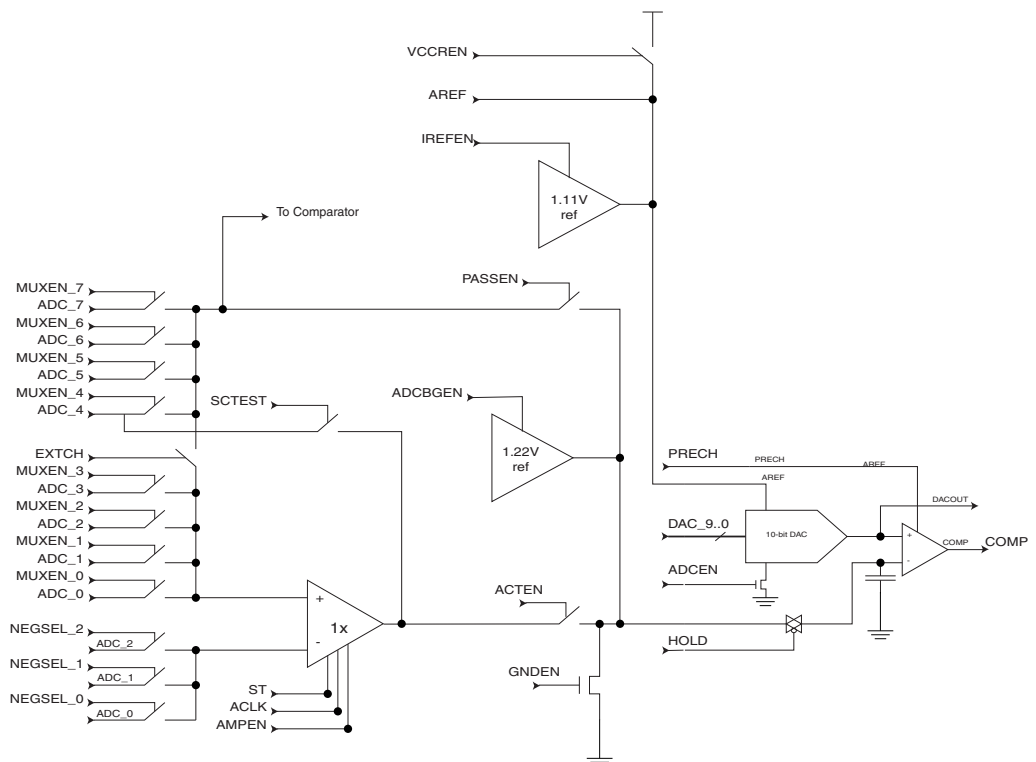 VCCREN
AREF
IREFEN
1.11V
ref
To Comparator
PASSEN
MUXEN_7
ADC_7
MUXEN_6
ADC_6
MUXEN_5
ADC_5
MUXEN_4
ADC_4
SCTEST
ADCBGEN
1.22V
ref
EXTCH
MUXEN_3
ADC_3
MUXEN_2
ADC_2
MUXEN_1
ADC_1
MUXEN_0
ADC_0
PRECH
PRECH
AREF
AREF
DACOUT
DAC_9..0
10-bit DAC
+
-
COMP
COMP
ADCEN
ACTEN
+
1x
-
NEGSEL_2
ADC_2
NEGSEL_1
ADC_1
NEGSEL_0
ADC_0
HOLD
GNDEN
ST
ACLK
AMPEN